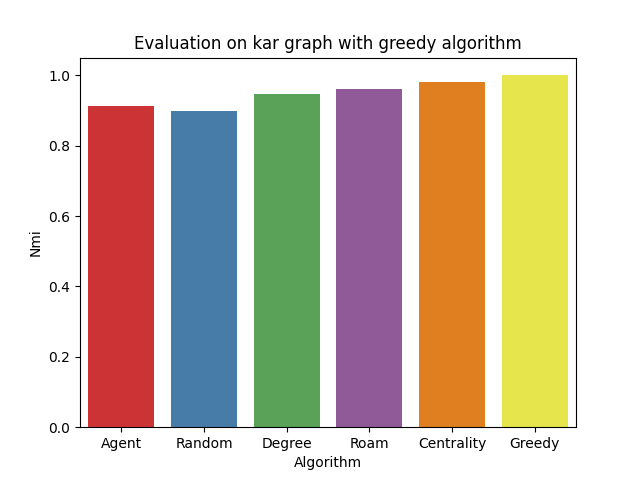 Evaluation on kar graph with greedy algorithm
1.0
0.8
0.6
0.4
0.2
0.0
Nmi
Agent Random Degree Roam Centrality Greedy
Algorithm